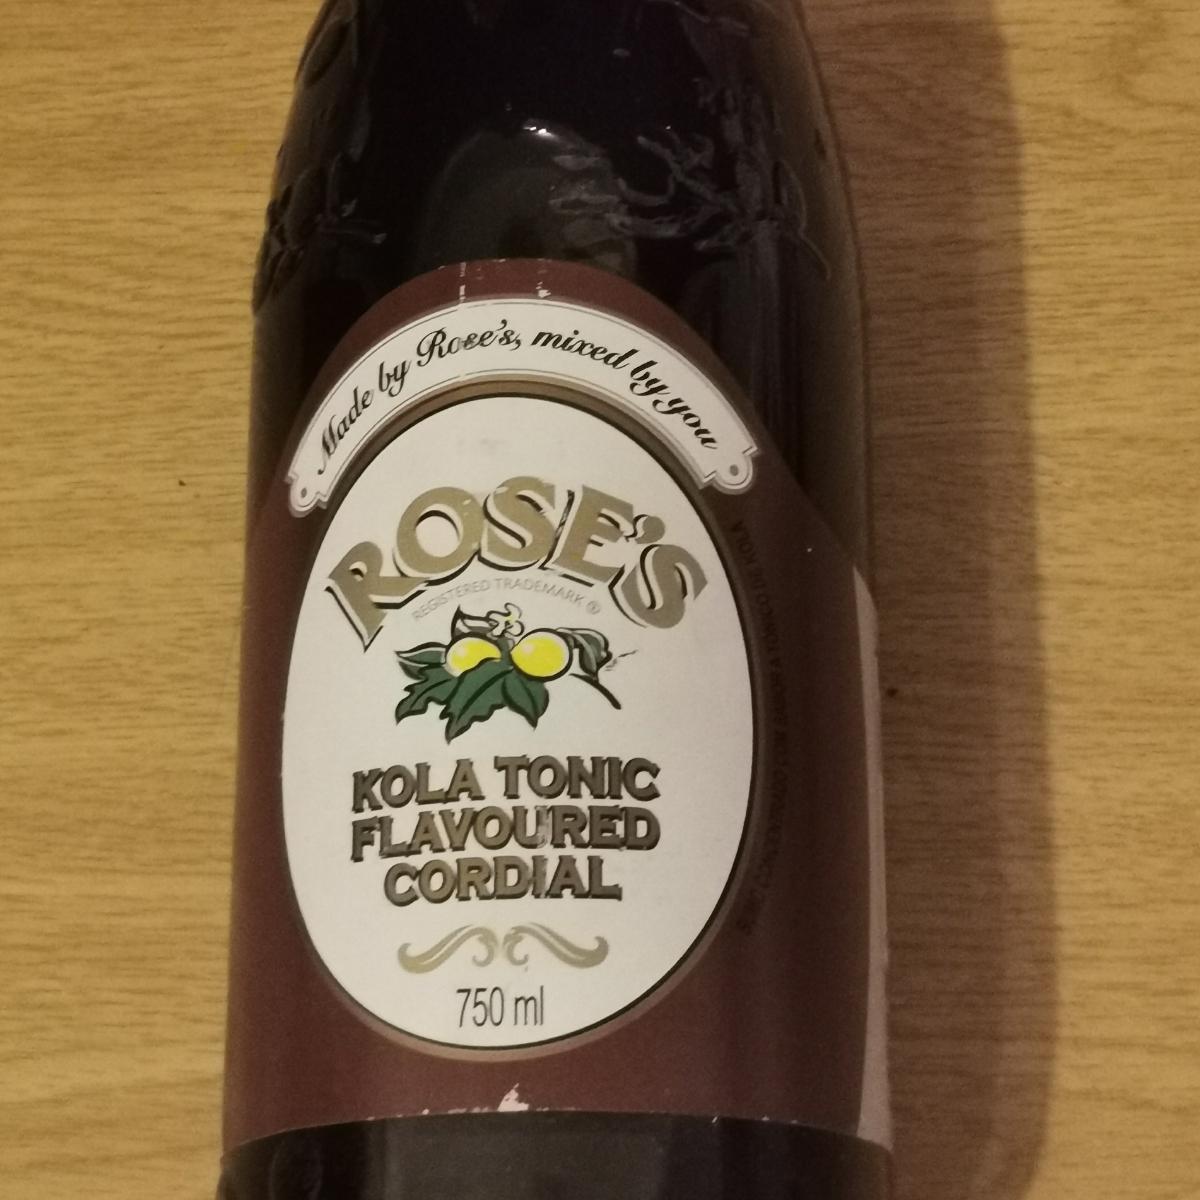 Made by Rose's, mixed by you
ROSE'S
REGISTERED TRADEMARK ®
KOLA TONIC
FLAVOURED
CORDIAL
750 ml